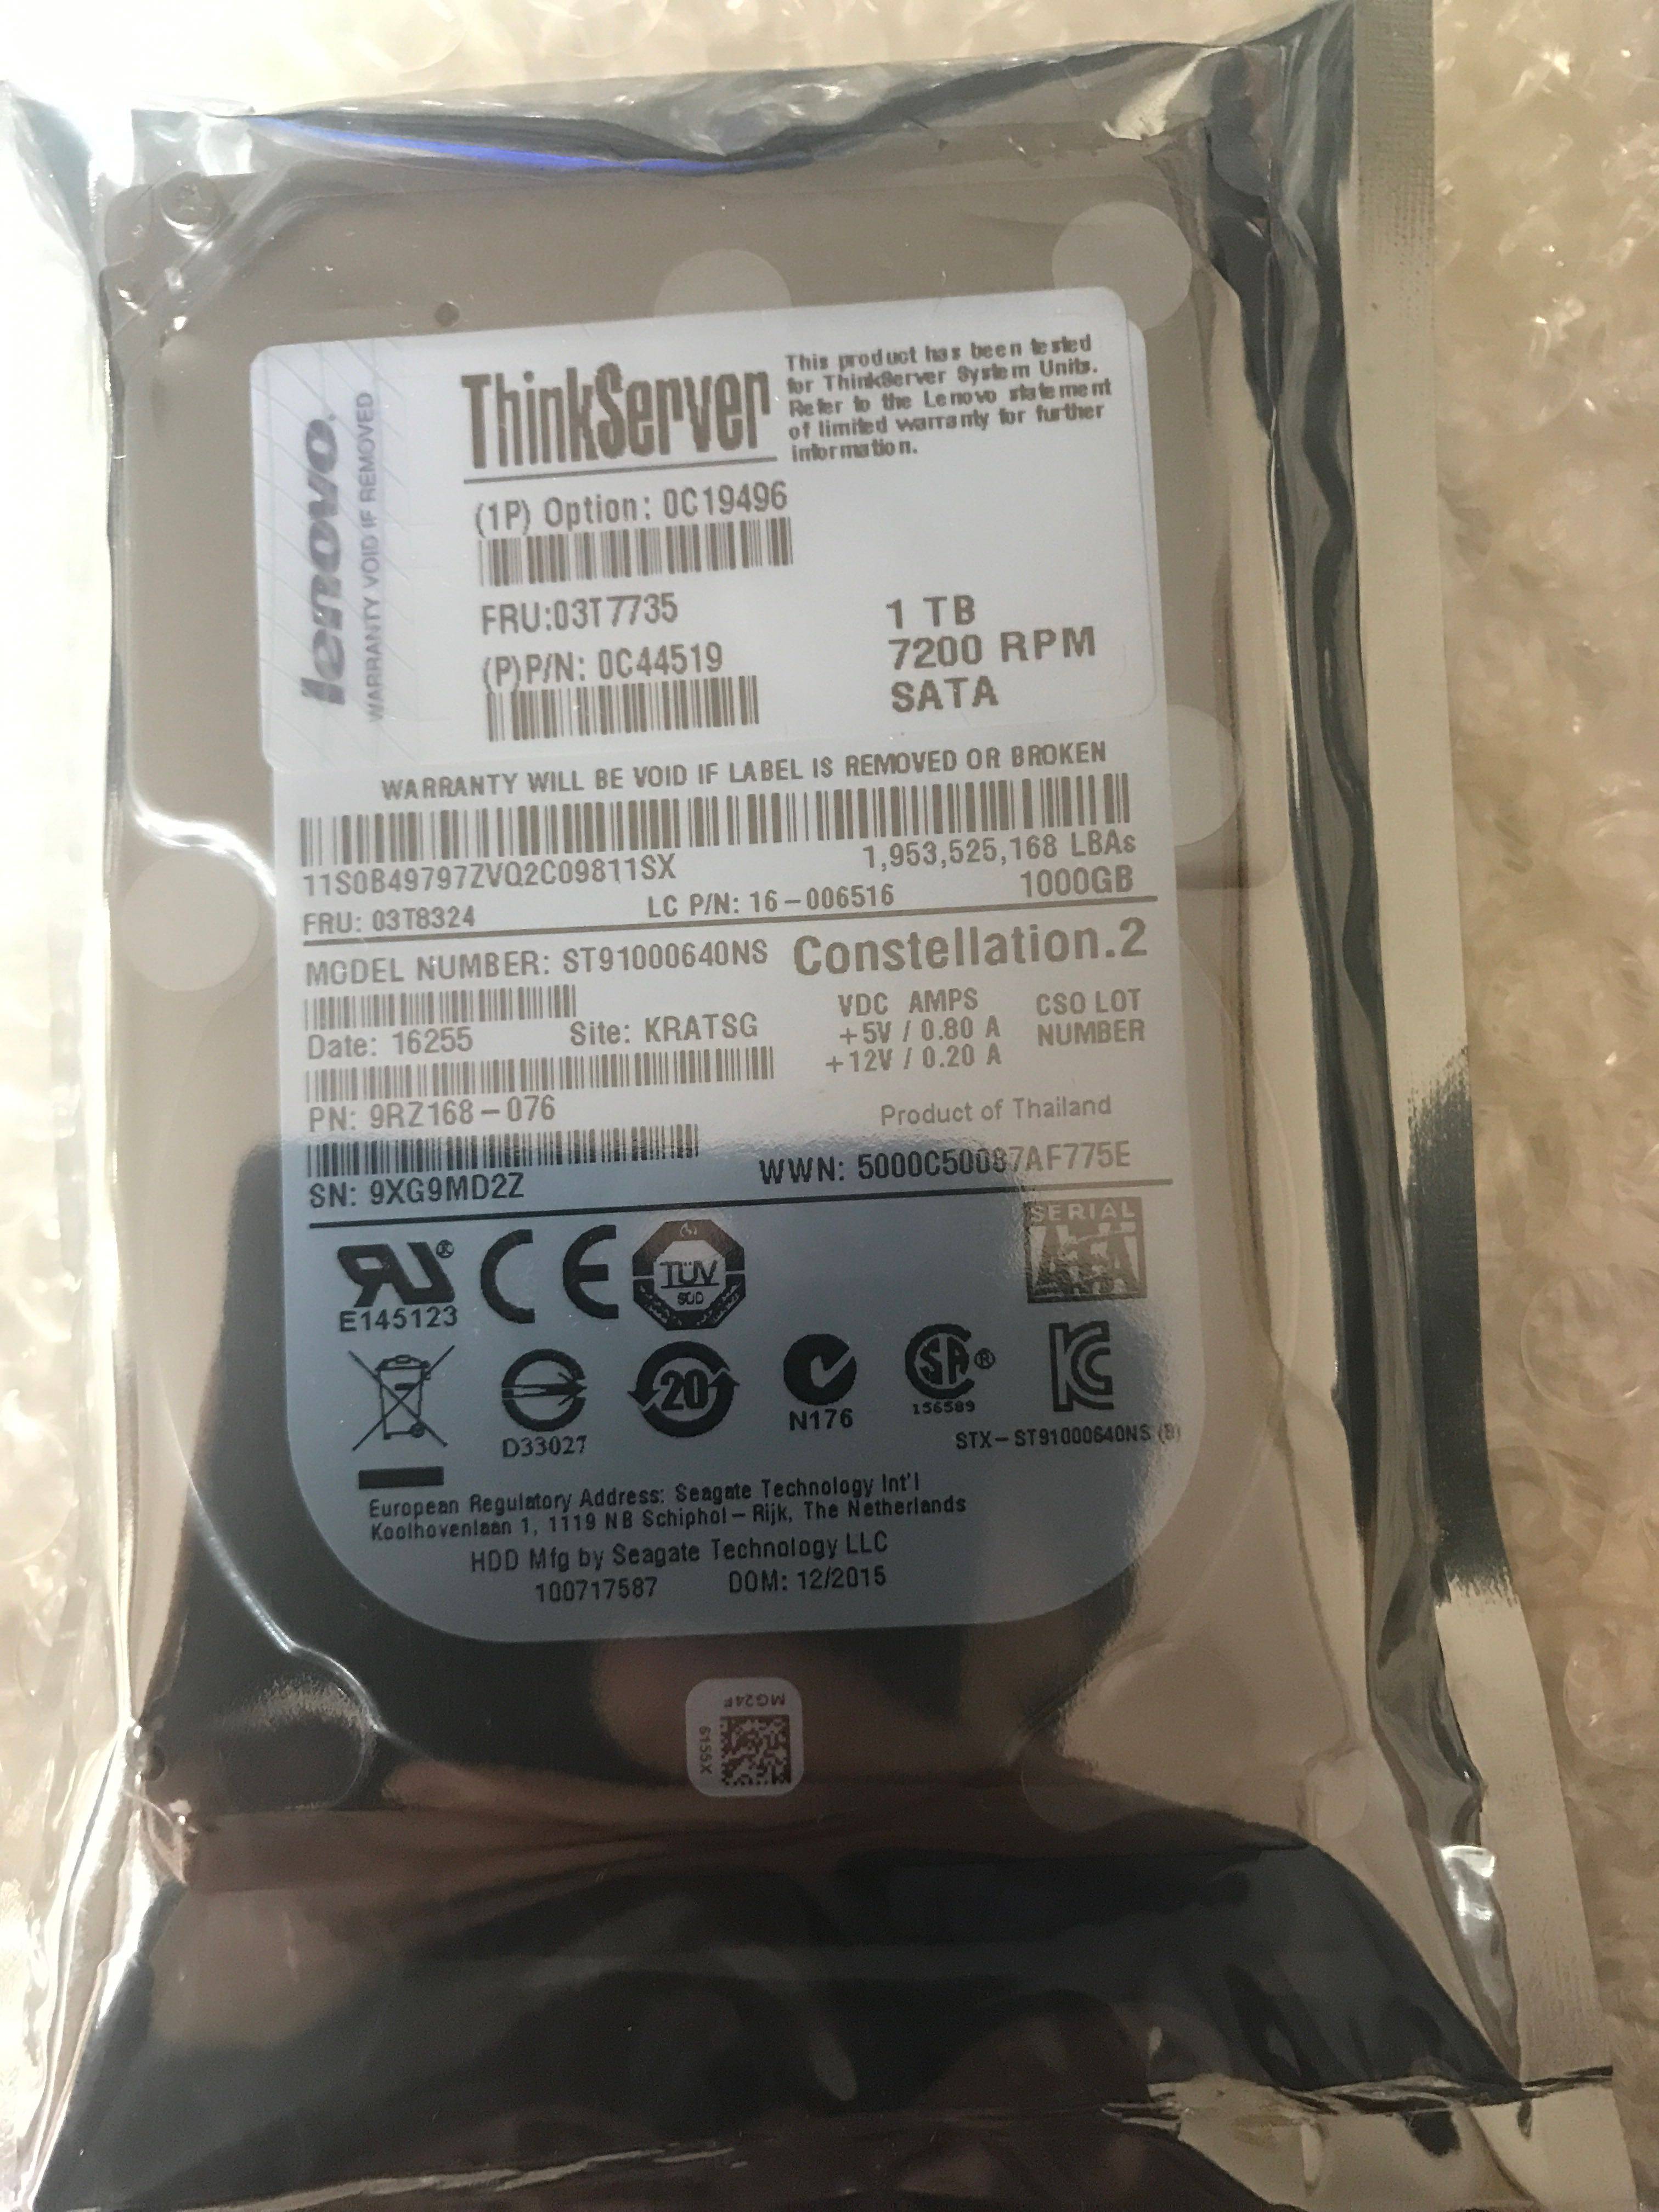 lenovo
WARRANTY VOID IF REMOVED
ThinkServer
This product has been tested
for ThinkServer System Units.
Refer to the Lenovo statement
of limited warranty for further
information.
(1P) Option: 0C19496
FRU:03T7735
(P)P/N: 0C44519
1 TB
7200 RPM
SATA
WARRANTY WILL BE VOID IF LABEL IS REMOVED OR BROKEN
11S0B49797ZVQ2C09811SX
1,953,525,168 LBAs
FRU: 03T8324
LC P/N: 16-006516
1000GB
MODEL NUMBER: ST91000640NS
Constellation.2
Date: 16255
Site: KRATSG
VDC AMPS
+5V / 0.80 A
+12V / 0.20 A
CSO LOT
NUMBER
PN: 9RZ168-076
Product of Thailand
SN: 9XG9MD2Z
WWN: 5000C50087AF775E
E145123
CE
TÜV
SÜD
SERIAL
ATA
D33027
20
N176
SA®
156589
STX-ST91000640NS (B)
European Regulatory Address: Seagate Technology Int'l
Koolhovenlaan 1, 1119 NB Schiphol-Rijk, The Netherlands
HDD Mfg by Seagate Technology LLC
100717587
DOM: 12/2015
MG24F
6155X